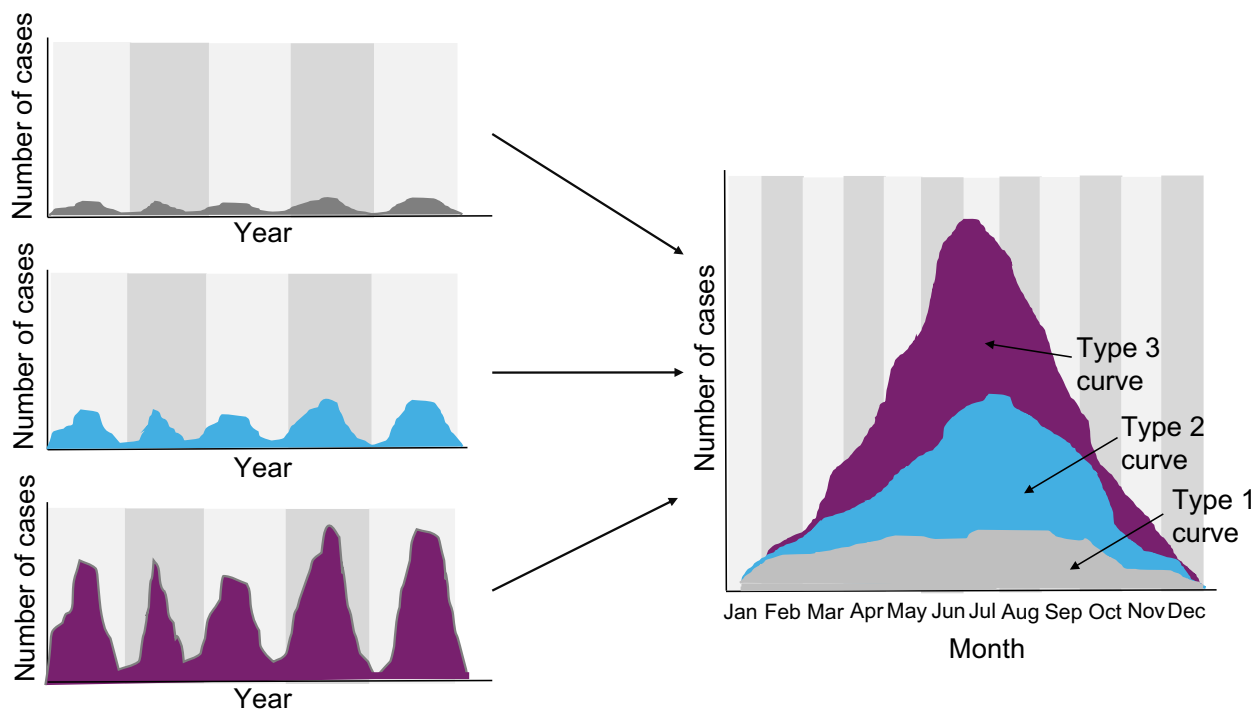 Number of cases
Year
Number of cases
Year
Number of cases
Year
Number of cases
Type 3
curve
Type 2
curve
Type 1
curve
Jan Feb Mar Apr May Jun Jul Aug Sep Oct Nov Dec
Month